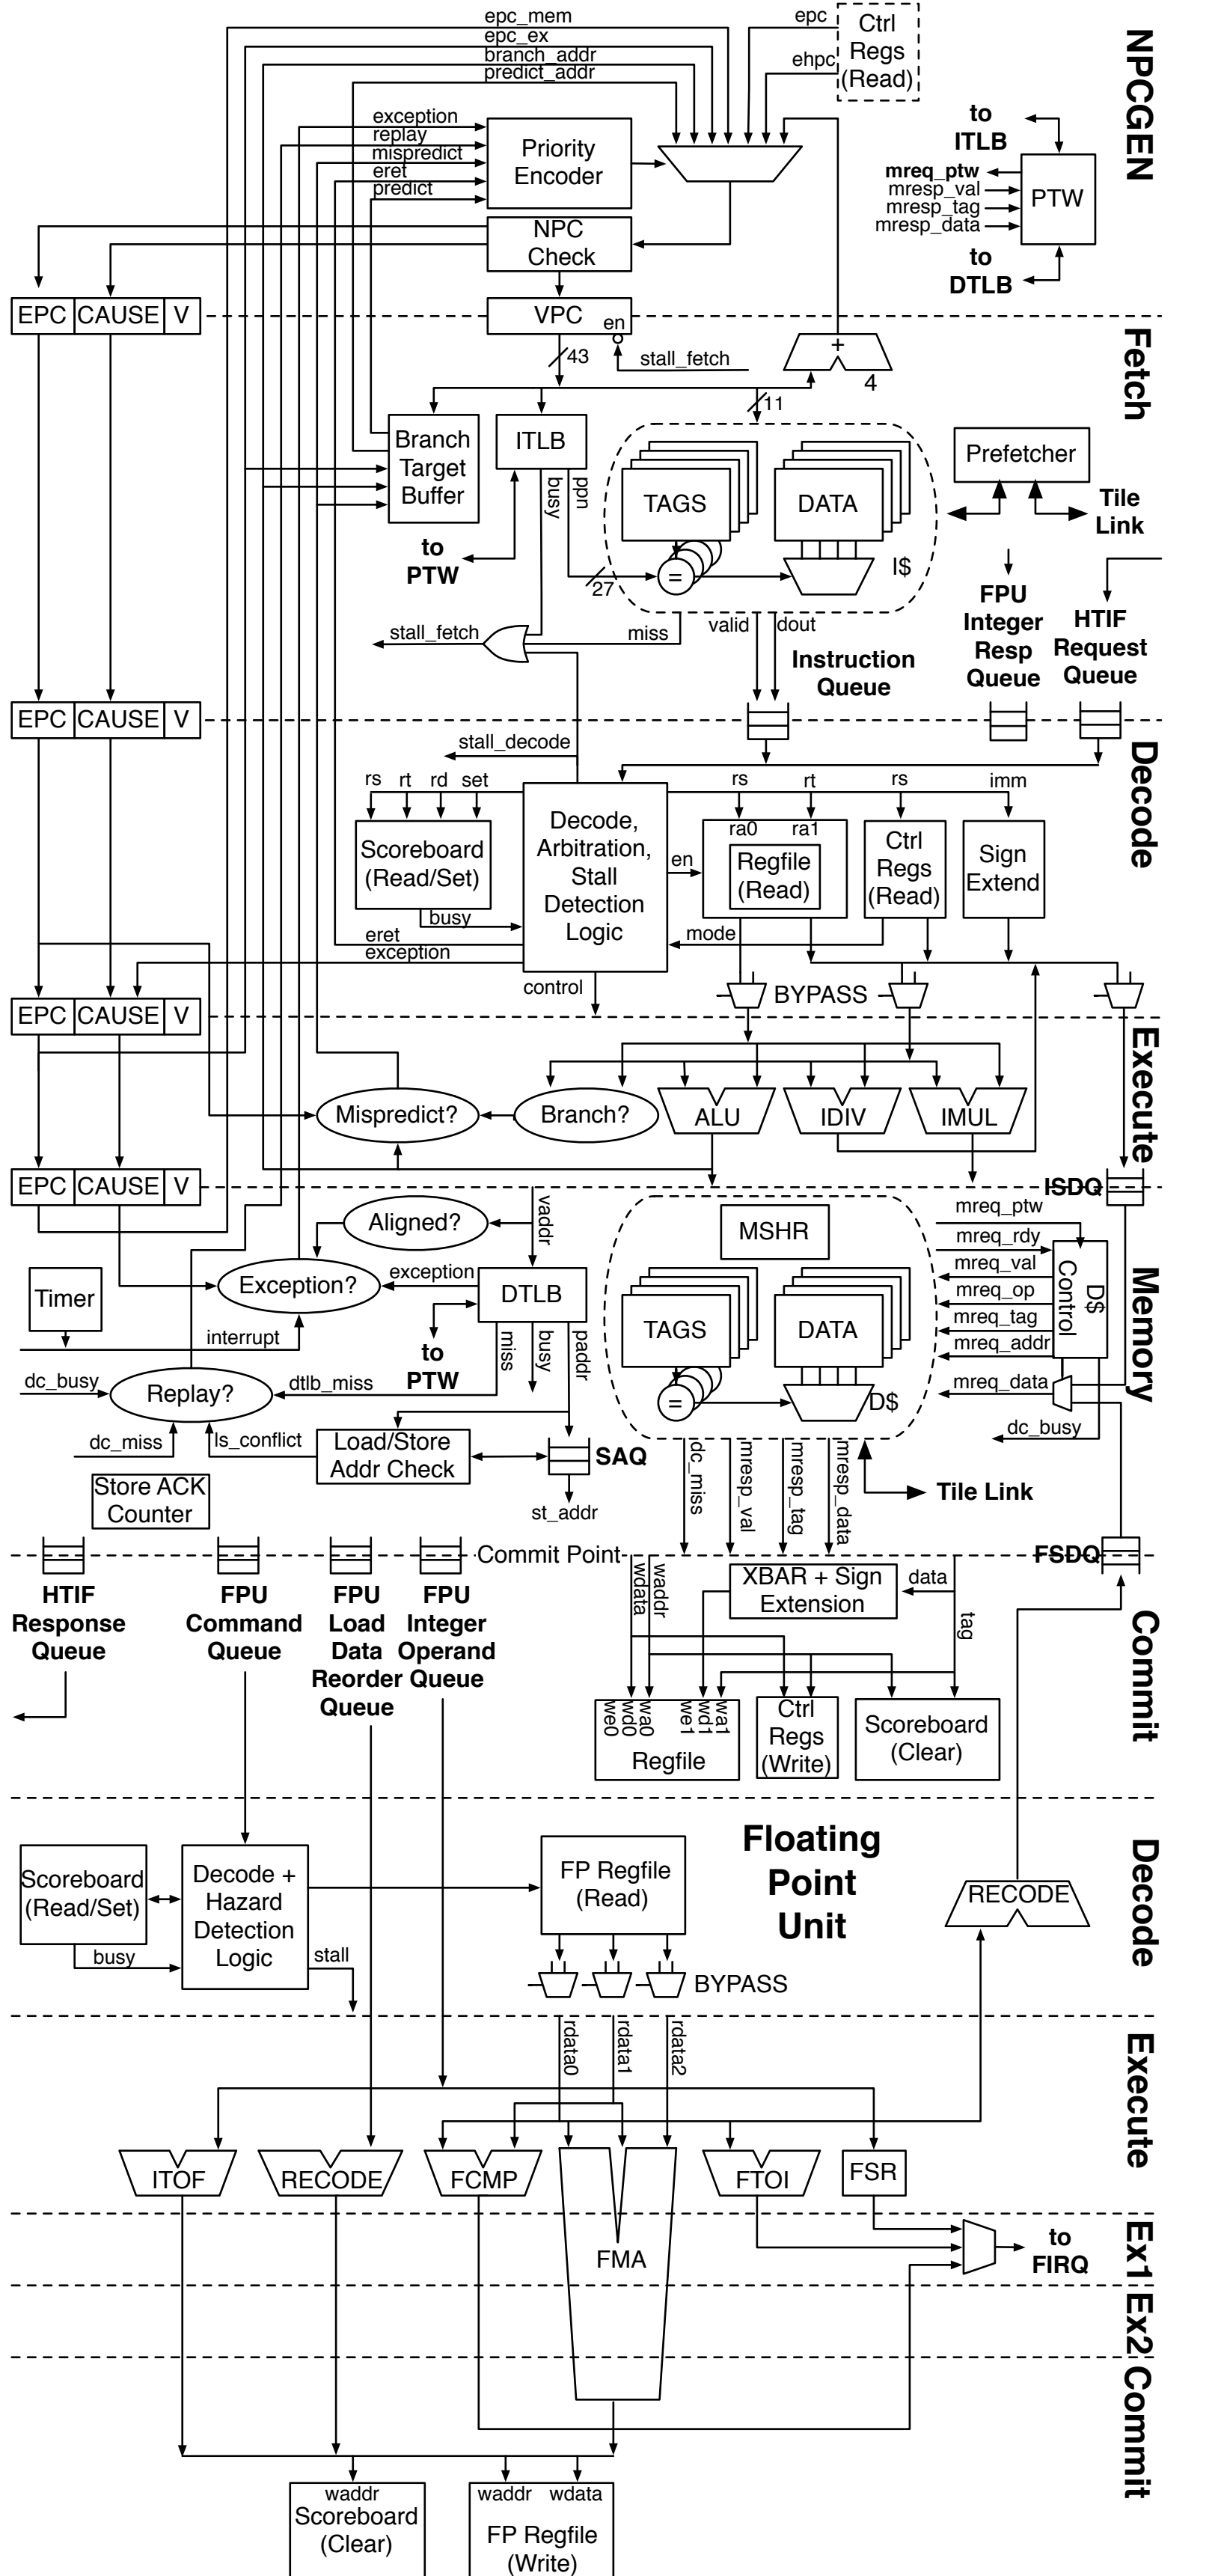 epc_mem
epc_ex
branch_addr
predict_addr
epc
ehpc
Ctrl
Regs
(Read)
NPCGEN
exception
replay
mispredict
eret
predict
Priority
Encoder
to
ITLB
mreq_ptw
mresp_val
mresp_tag
mresp_data
PTW
to
DTLB
NPC
Check
EPC CAUSE V
VPC
en
43
stall_fetch
+
4
Fetch
11
Branch
Target
Buffer
ITLB
busy
ppn
to
PTW
27
TAGS
DATA
=
I$
Prefetcher
Tile
Link
stall_fetch
miss
valid
dout
Instruction
Queue
FPU
Integer
Resp
Queue
HTIF
Request
Queue
EPC CAUSE V
Decode
stall_decode
rs rt rd set
Scoreboard
(Read/Set)
busy
Decode,
Arbitration,
Stall
Detection
Logic
en
rs
rt
rs
imm
ra0
ra1
Regfile
(Read)
Ctrl
Regs
(Read)
Sign
Extend
mode
eret
exception
control
BYPASS
EPC CAUSE V
Execute
Mispredict?
Branch?
ALU
IDIV
IMUL
EPC CAUSE V
ISDQ
Memory
Aligned?
vaddr
Exception?
exception
DTLB
Timer
interrupt
to
PTW
miss
busy
paddr
dc_busy
Replay?
dtlb_miss
dc_miss
ls_conflict
Load/Store
Addr Check
SAQ
st_addr
Store ACK
Counter
MSHR
TAGS
DATA
=
D$
mreq_ptw
mreq_rdy
mreq_val
mreq_op
mreq_tag
mreq_addr
mreq_data
D$
Control
dc_busy
dc_miss
mresp_val
mresp_tag
mresp_data
Tile Link
Commit Point
FSDQ
HTIF
Response
Queue
FPU
Command
Queue
FPU
Load
Data
Reorder
Queue
FPU
Integer
Operand
Queue
wdata
waddr
XBAR + Sign
Extension
data
tag
Commit
we0
wd0
wa0
we1
wd1
wa1
Regfile
Ctrl
Regs
(Write)
Scoreboard
(Clear)
Floating
Point
Unit
Decode
Scoreboard
(Read/Set)
busy
Decode +
Hazard
Detection
Logic
stall
FP Regfile
(Read)
BYPASS
RECODE
rdata0
rdata1
rdata2
Execute
ITOF
RECODE
FCMP
FMA
FTOI
FSR
Ex1
to
FIRQ
Ex2
Commit
waddr
Scoreboard
(Clear)
waddr wdata
FP Regfile
(Write)